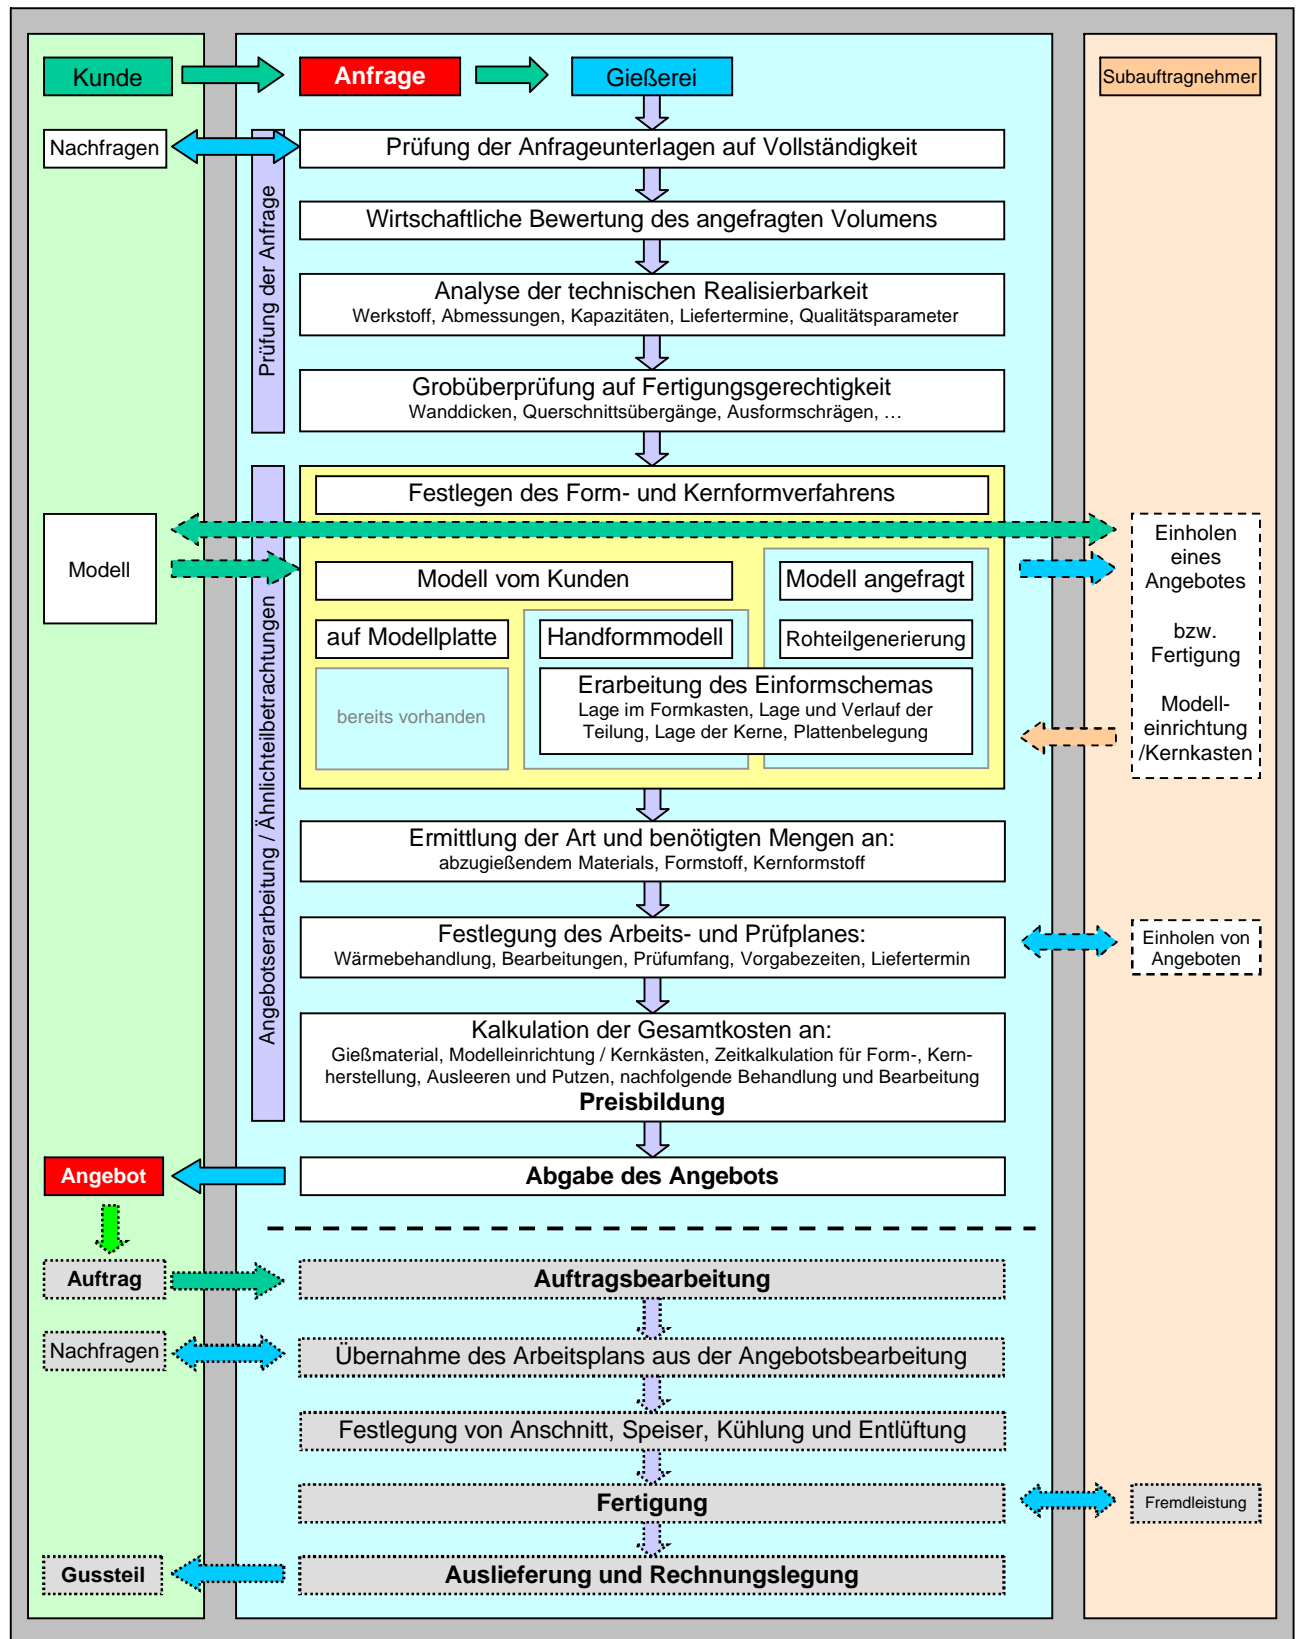 Kunde
Anfrage
Gießerei
Subauftragnehmer
Nachfragen
Prüfung der Anfrage
Prüfung der Anfrageunterlagen auf Vollständigkeit
Wirtschaftliche Bewertung des angefragten Volumens
Analyse der technischen Realisierbarkeit
Werkstoff, Abmessungen, Kapazitäten, Liefertermine, Qualitätsparameter
Grobüberprüfung auf Fertigungsgerechtigkeit
Wanddicken, Querschnittsübergänge, Ausformschrägen, …
Angebotserarbeitung / Ähnlichteilbetrachtungen
Festlegen des Form- und Kernformverfahrens
Modell
Modell vom Kunden
Modell angefragt
auf Modellplatte
Handformmodell
Rohteilgenerierung
bereits vorhanden
Erarbeitung des Einformschemas
Lage im Formkasten, Lage und Verlauf der
Teilung, Lage der Kerne, Plattenbelegung
Einholen
eines
Angebotes
bzw.
Fertigung
Modell-
einrichtung
/Kernkasten
Ermittlung der Art und benötigten Mengen an:
abzugießendem Materials, Formstoff, Kernformstoff
Festlegung des Arbeits- und Prüfplanes:
Wärmebehandlung, Bearbeitungen, Prüfumfang, Vorgabezeiten, Liefertermin
Einholen von
Angeboten
Kalkulation der Gesamtkosten an:
Gießmaterial, Modelleinrichtung / Kernkästen, Zeitkalkulation für Form-, Kern-
herstellung, Ausleeren und Putzen, nachfolgende Behandlung und Bearbeitung
Preisbildung
Angebot
Abgabe des Angebots
Auftrag
Auftragsbearbeitung
Nachfragen
Übernahme des Arbeitsplans aus der Angebotsbearbeitung
Festlegung von Anschnitt, Speiser, Kühlung und Entlüftung
Fertigung
Fremdleistung
Gussteil
Auslieferung und Rechnungslegung